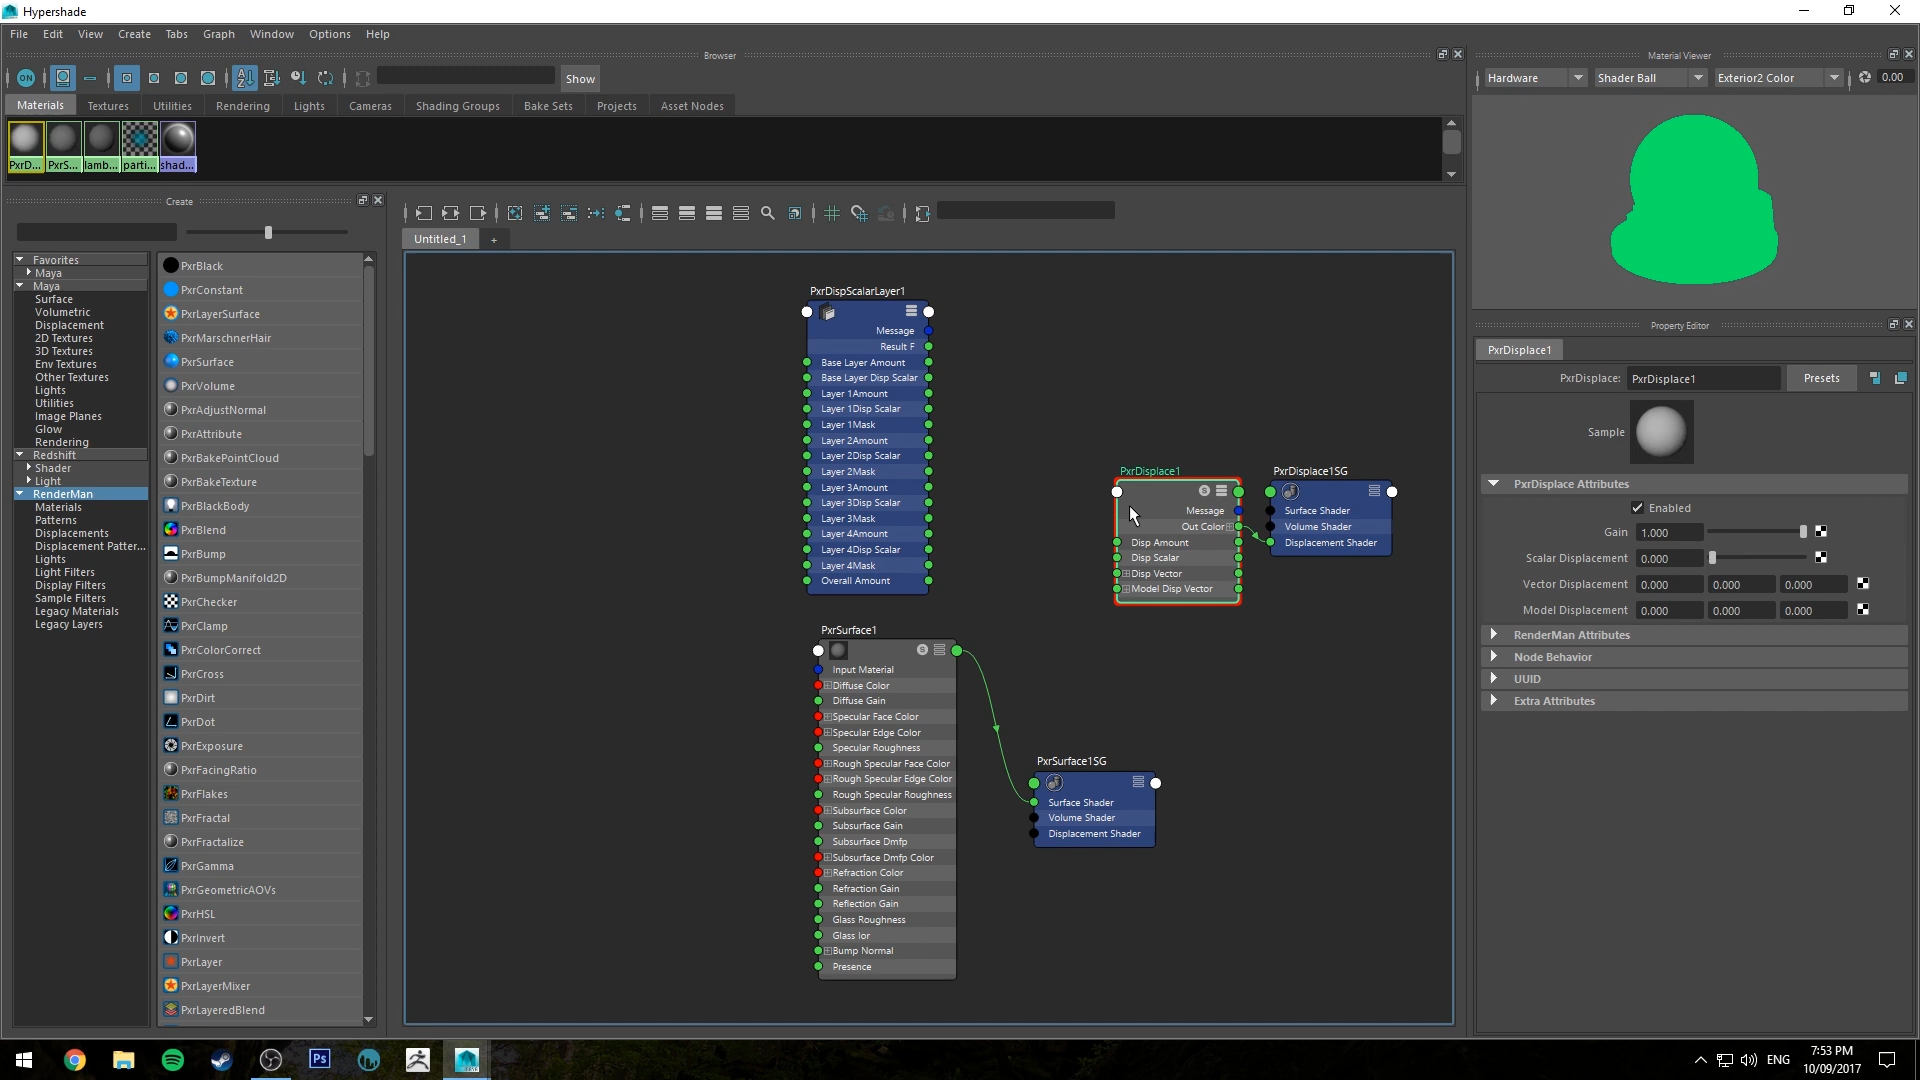 Hypershade
File Edit View Create Tabs Graph Window Options Help
Browser
ON
Show
Materials Textures Utilities Rendering Lights Cameras Shading Groups Bake Sets Projects Asset Nodes
PxrD... PxrS... lamb... parti... shad...
Create
Favorites
Maya
Maya
Surface
Volumetric
Displacement
2D Textures
3D Textures
Env Textures
Other Textures
Lights
Utilities
Image Planes
Glow
Rendering
Redshift
Shader
Light
RenderMan
Materials
Patterns
Displacements
Displacement Patter...
Lights
Light Filters
Display Filters
Sample Filters
Legacy Materials
Legacy Layers
PxrBlack
PxrConstant
PxrLayerSurface
PxrMarschnerHair
PxrSurface
PxrVolume
PxrAdjustNormal
PxrAttribute
PxrBakePointCloud
PxrBakeTexture
PxrBlackBody
PxrBlend
PxrBump
PxrBumpManifold2D
PxrChecker
PxrClamp
PxrColorCorrect
PxrCross
PxrDirt
PxrDot
PxrExposure
PxrFacingRatio
PxrFlakes
PxrFractal
PxrFractalize
PxrGamma
PxrGeometricAOVs
PxrHSL
PxrInvert
PxrLayer
PxrLayerMixer
PxrLayeredBlend
Untitled_1 +
PxrDispScalarLayer1
Message
Result F
Base Layer Amount
Base Layer Disp Scalar
Layer 1Amount
Layer 1Disp Scalar
Layer 1Mask
Layer 2Amount
Layer 2Disp Scalar
Layer 2Mask
Layer 3Amount
Layer 3Disp Scalar
Layer 3Mask
Layer 4Amount
Layer 4Disp Scalar
Layer 4Mask
Overall Amount
PxrSurface1
S
Input Material
Diffuse Color
Diffuse Gain
Specular Face Color
Specular Edge Color
Specular Roughness
Rough Specular Face Color
Rough Specular Edge Color
Rough Specular Roughness
Subsurface Color
Subsurface Gain
Subsurface Dmfp
Subsurface Dmfp Color
Refraction Color
Refraction Gain
Reflection Gain
Glass Roughness
Glass Ior
Bump Normal
Presence
PxrDisplace1
S
Message
Out Color
Disp Amount
Disp Scalar
Disp Vector
Model Disp Vector
PxrDisplace1SG
Surface Shader
Volume Shader
Displacement Shader
PxrSurface1SG
Surface Shader
Volume Shader
Displacement Shader
Material Viewer
Hardware Shader Ball Exterior2 Color 0.00
Property Editor
PxrDisplace1
PxrDisplace: PxrDisplace1 Presets
Sample
PxrDisplace Attributes
Enabled
Gain 1.000
Scalar Displacement 0.000
Vector Displacement 0.000 0.000 0.000
Model Displacement 0.000 0.000 0.000
RenderMan Attributes
Node Behavior
UUID
Extra Attributes
Ps
ENG
7:53 PM
10/09/2017